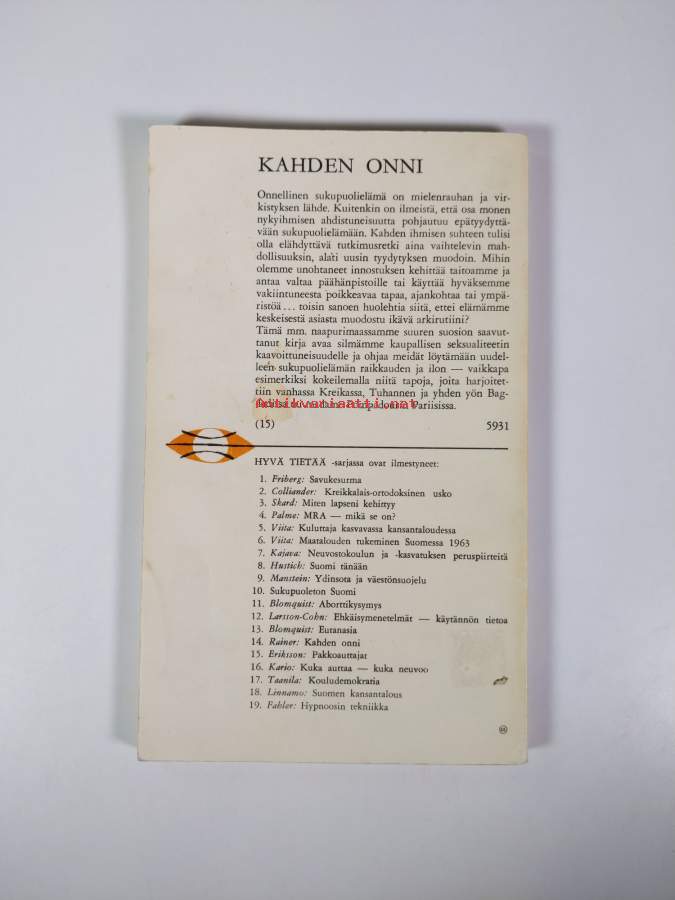 KAHDEN ONNI
Onnellinen sukupuolielämä on mielenrauhan ja vir-
kistyksen lähde. Kuitenkin on ilmeistä, että osa monen
nykyihmisen ahdistuneisuutta pohjautuu epätyydyttä-
vään sukupuolielämään. Kahden ihmisen suhteen tulisi
olla elähdyttävä tutkimusretki aina vaihtelevin mah-
dollisuuksin, alati uusin tyydytyksen muodoin. Mihin
olemme unohtaneet innostuksen kehittää taitoamme ja
antaa valtaa päähänpistoille tai käyttää hyväksemme
vakiintuneesta poikkeavaa tapaa, ajankohtaa tai ympä-
ristöä... toisin sanoen huolehtia siitä, ettei elämämme
keskeisestä asiasta muodostu ikävä arkirutiini?
Tämä mm. naapurimaassamme suuren suosion saavut-
tanut kirja avaa silmämme kaupallisen seksualiteetin
kaavoittuneisuudelle ja ohjaa meidät löytämään uudel-
leen sukupuolielämän raikkauden ja ilon — vaikkapa
esimerkiksi kokeilemalla niitä tapoja, joita harjoitet-
tiin vanhassa Kreikassa, Tuhannen ja yhden yön Bag-
Pariisissa.
Antikvariaatti.net
(15) 5931
HYVÄ TIETÄÄ -sarjassa ovat ilmestyneet:
1. Friberg: Savukesurma
2. Colliander: Kreikkalais-ortodoksinen usko
3. Skard: Miten lapseni kehittyy
4. Palme: MRA — mikä se on?
5. Viita: Kuluttaja kasvavassa kansantaloudessa
6. Viita: Maatalouden tukeminen Suomessa 1963
7. Kajava: Neuvostokoulun ja -kasvatuksen peruspiirteitä
8. Hustich: Suomi tänään
9. Manstein: Ydinsota ja väestönsuojelu
10. Sukupuoleton Suomi
11. Blomquist: Aborttikysymys
12. Larsson-Cohn: Ehkäisymenetelmät — käytännön tietoa
13. Blomquist: Eutanasia
14. Rainer: Kahden onni
15. Eriksson: Pakkoauttajat
16. Kario: Kuka auttaa — kuka neuvoo
17. Taanila: Kouludemokratia
18. Linnamo: Suomen kansantalous
19. Fahler: Hypnoosin tekniikka